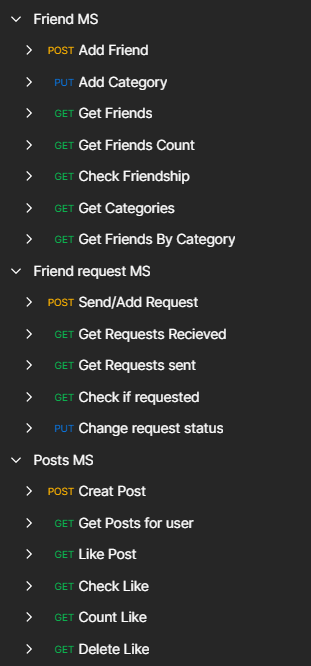 Friend MS
POST Add Friend
PUT Add Category
GET Get Friends
GET Get Friends Count
GET Check Friendship
GET Get Categories
GET Get Friends By Category
Friend request MS
POST Send/Add Request
GET Get Requests Recieved
GET Get Requests sent
GET Check if requested
PUT Change request status
Posts MS
POST Creat Post
GET Get Posts for user
GET Like Post
GET Check Like
GET Count Like
GET Delete Like